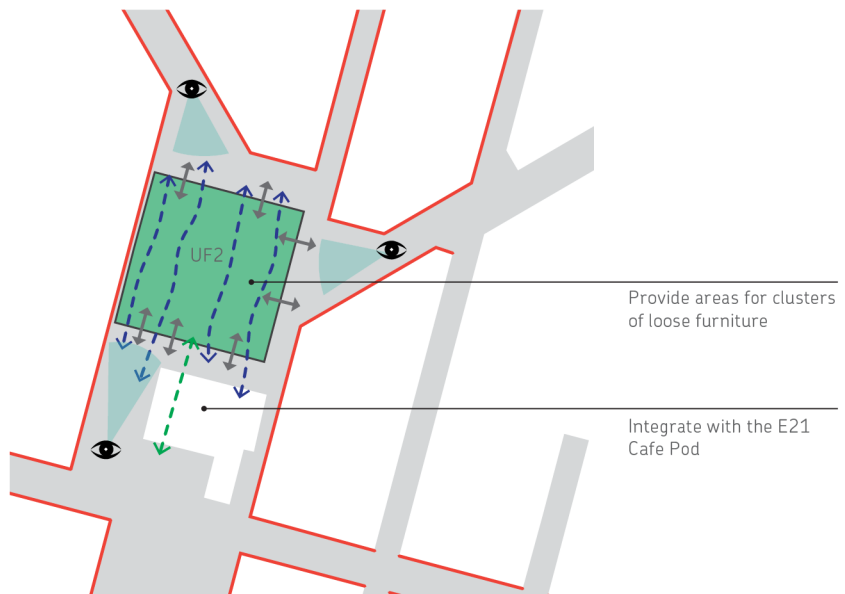 UF2
Provide areas for clusters
of loose furniture
Integrate with the E21
Cafe Pod